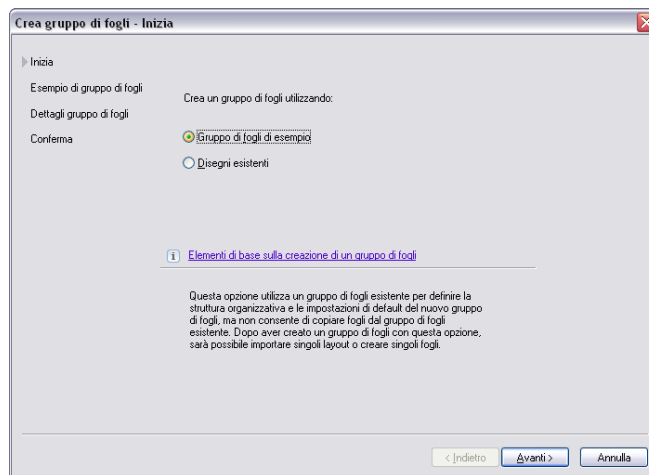 Crea gruppo di fogli - Inizia
Inizia
Esempio di gruppo di fogli
Dettagli gruppo di fogli
Conferma
Crea un gruppo di fogli utilizzando:
Gruppo di fogli di esempio
Disegni esistenti
Elementi di base sulla creazione di un gruppo di fogli
Questa opzione utilizza un gruppo di fogli esistente per definire la
struttura organizzativa e le impostazioni di default del nuovo gruppo
di fogli, ma non consente di copiare fogli dal gruppo di fogli
esistente. Dopo aver creato un gruppo di fogli con questa opzione,
sarà possibile importare singoli layout o creare singoli fogli.
< Indietro
Avanti >
Annulla